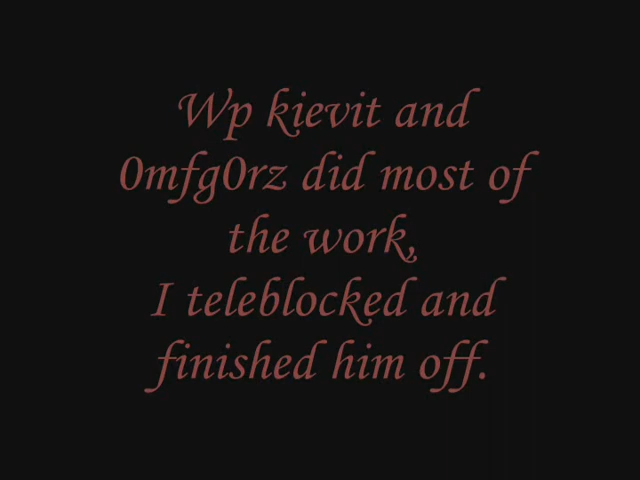 Wp kievit and
0mfg0rz did most of
the work,
I teleblocked and
finished him off.